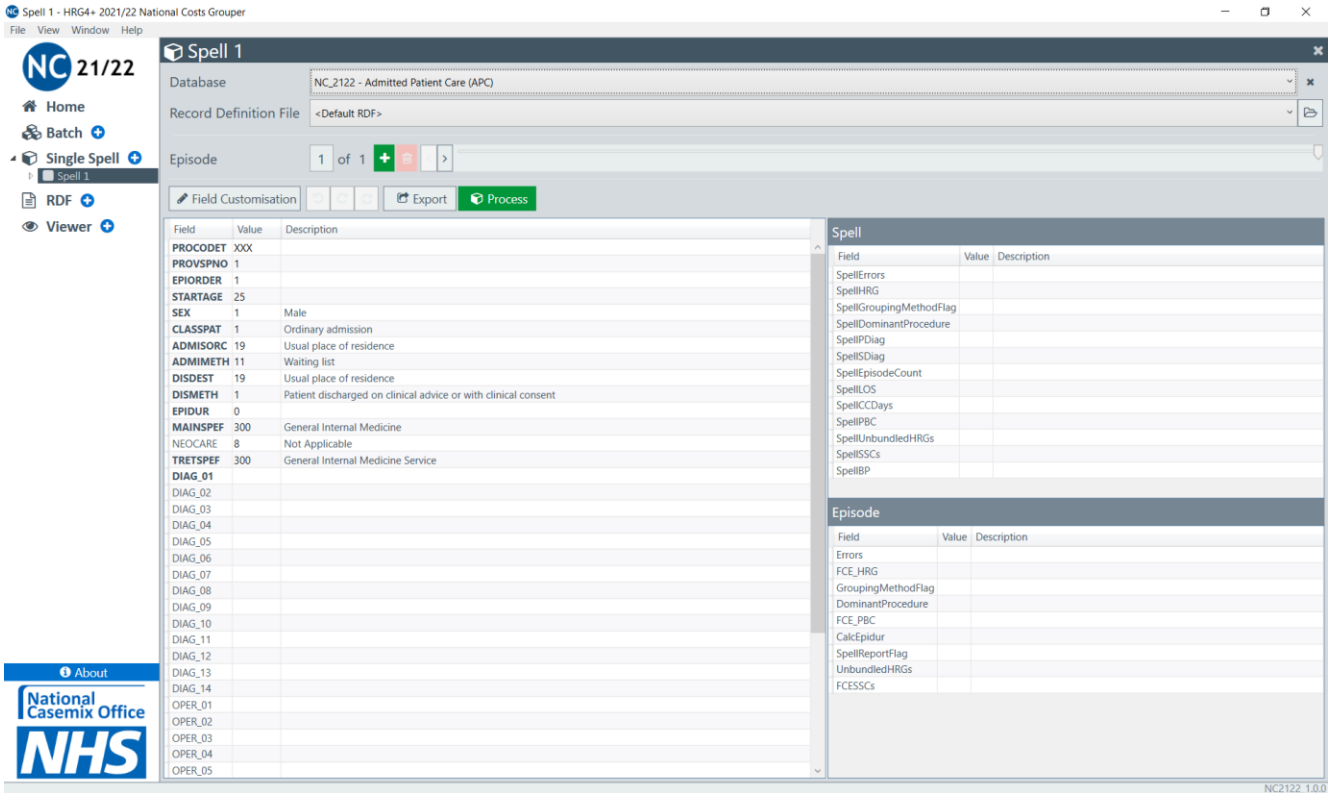 NC Spell 1 - HRG4+ 2021/22 National Costs Grouper
File View Window Help
NC 21/22
Home
Batch
Single Spell
Spell 1
RDF
Viewer
About
National
Casemix Office
NHS
Spell 1
Database NC_2122 - Admitted Patient Care (APC)
Record Definition File <Default RDF>
Episode 1 of 1
Field Customisation Export Process
Field Value Description
PROCODET XXX
PROVSPNO 1
EPIORDER 1
STARTAGE 25
SEX 1 Male
CLASSPAT 1 Ordinary admission
ADMISORC 19 Usual place of residence
ADMIMETH 11 Waiting list
DISDEST 19 Usual place of residence
DISMETH 1 Patient discharged on clinical advice or with clinical consent
EPIDUR 0
MAINSPEF 300 General Internal Medicine
NEOCARE 8 Not Applicable
TRETSPEF 300 General Internal Medicine Service
DIAG_01
DIAG_02
DIAG_03
DIAG_04
DIAG_05
DIAG_06
DIAG_07
DIAG_08
DIAG_09
DIAG_10
DIAG_11
DIAG_12
DIAG_13
DIAG_14
OPER_01
OPER_02
OPER_03
OPER_04
OPER_05
Spell
Field Value Description
SpellErrors
SpellHRG
SpellGroupingMethodFlag
SpellDominantProcedure
SpellPDiag
SpellSDiag
SpellEpisodeCount
SpellLOS
SpellCCDays
SpellPBC
SpellUnbundledHRGs
SpellSSCs
SpellBP
Episode
Field Value Description
Errors
FCE_HRG
GroupingMethodFlag
DominantProcedure
FCE_PBC
CalcEpidur
SpellReportFlag
UnbundledHRGs
FCESSCs
NC2122_1.0.0